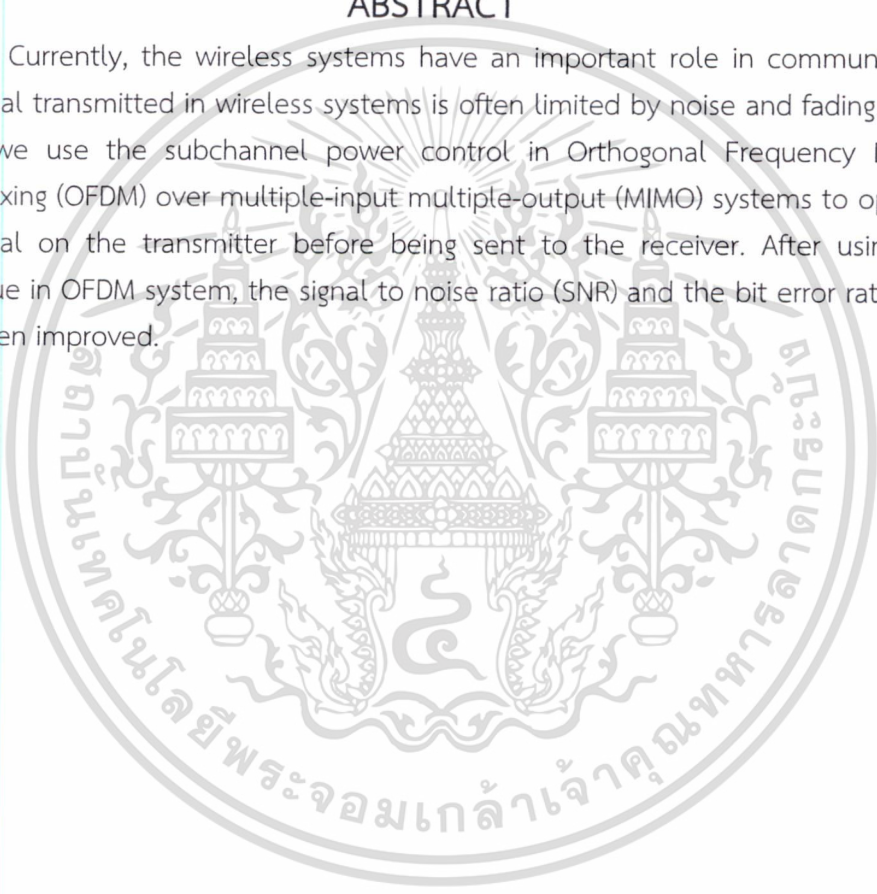 ABSTRACT
Currently, the wireless systems have an important role in commun
al transmitted in wireless systems is often limited by noise and fading
we use the subchannel power control in Orthogonal Frequency
xing (OFDM) over multiple-input multiple-output (MIMO) systems to op
al on the transmitter before being sent to the receiver. After usin
ue in OFDM system, the signal to noise ratio (SNR) and the bit error rat
en improved.
สถาบันเทคโนโลยีพระจอมเกล้าเจ้าคุณทหารลาดกระบัง